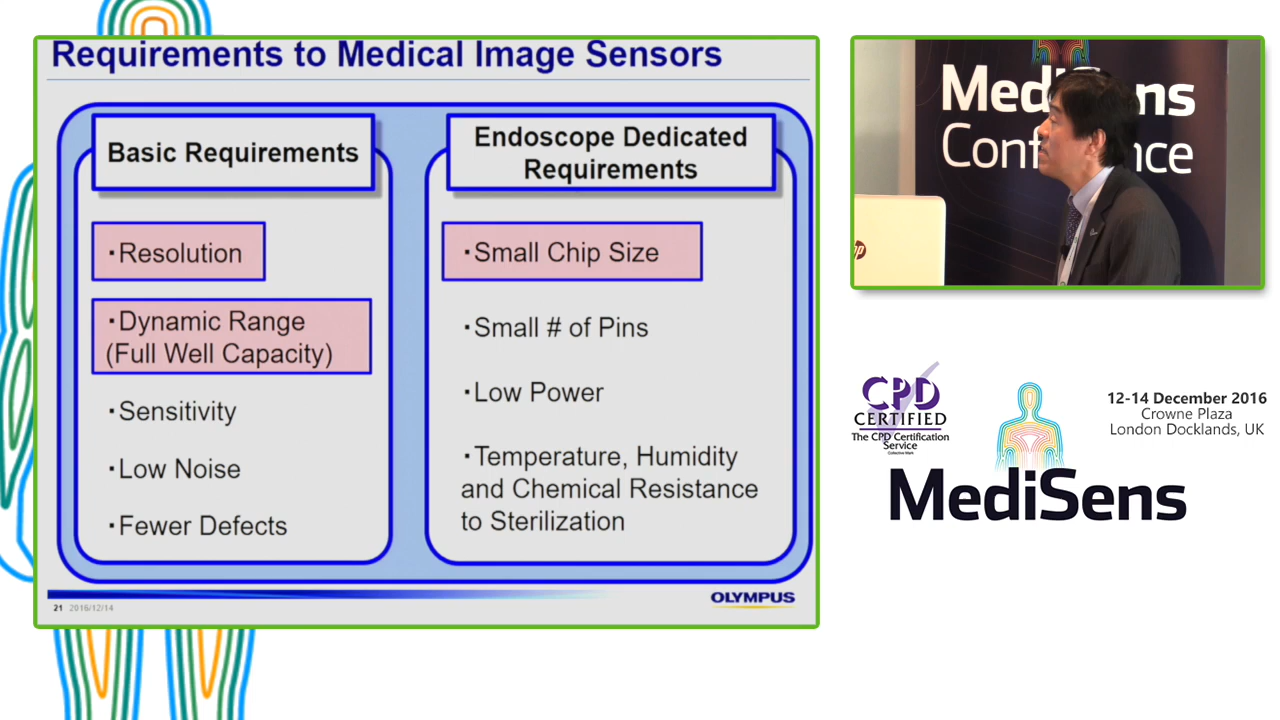 Requirements to Medical Image Sensors
Basic Requirements
・Resolution
・Dynamic Range
(Full Well Capacity)
・Sensitivity
・Low Noise
・Fewer Defects
Endoscope Dedicated
Requirements
・Small Chip Size
・Small # of Pins
・Low Power
・Temperature, Humidity
and Chemical Resistance
to Sterilization
21 2016/12/14
OLYMPUS
MediSens
Conference
hp
CPD
CERTIFIED
The CPD Certification
Service
Collective Mark
12-14 December 2016
Crowne Plaza
London Docklands, UK
MediSens